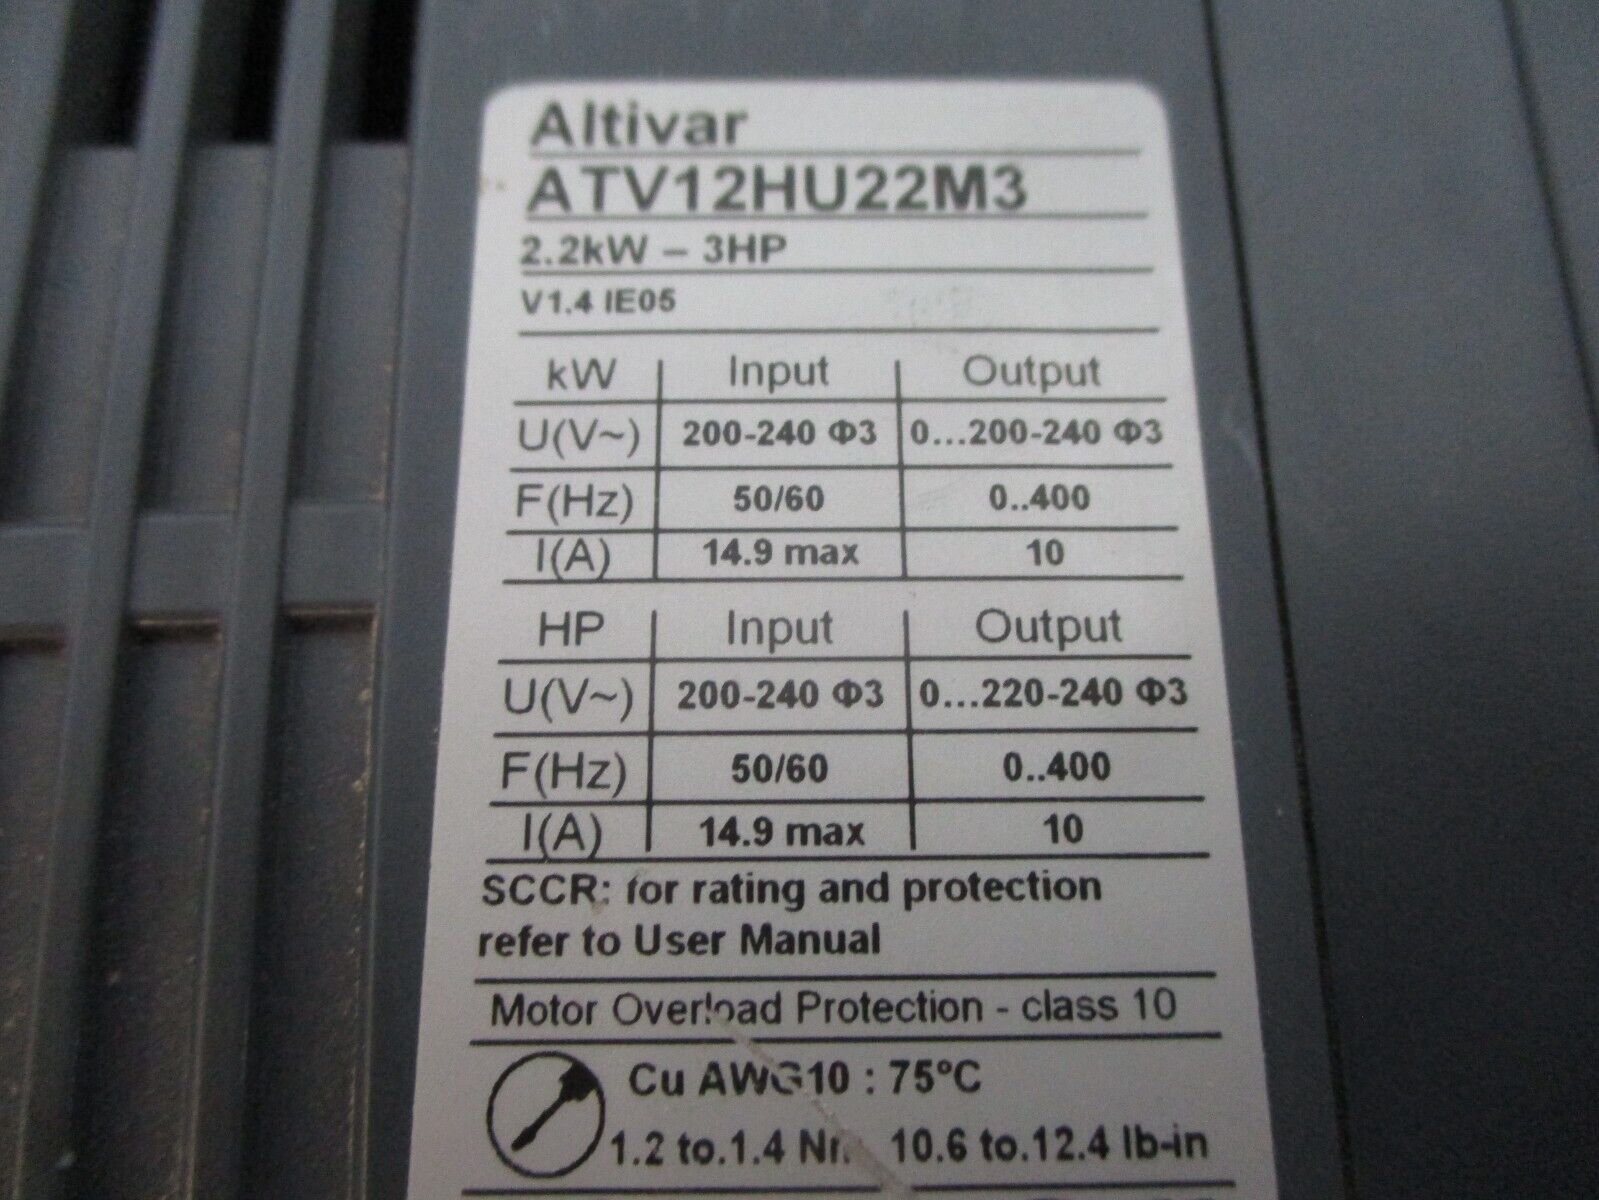 Altivar
ATV12HU22M3
2.2kW – 3HP
V1.4 IE05
kW Input Output
U(V~) 200-240 Φ3 0...200-240 Φ3
F(Hz) 50/60 0..400
I(A) 14.9 max 10
HP Input Output
U(V~) 200-240 Φ3 0...220-240 Φ3
F(Hz) 50/60 0..400
I(A) 14.9 max 10
SCCR: for rating and protection
refer to User Manual
Motor Overload Protection - class 10
Cu AWG10 : 75°C
1.2 to.1.4 10.6 to.12.4 lb-in